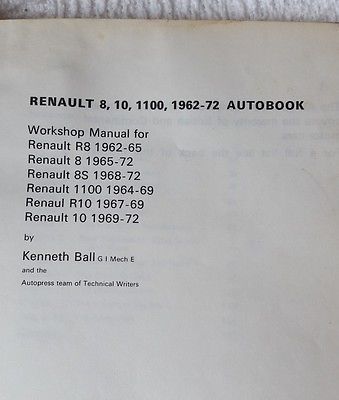 RENAULT 8, 10, 1100, 1962-72 AUTOBOOK
Workshop Manual for
Renault R8 1962-65
Renault 8 1965-72
Renault 8S 1968-72
Renault 1100 1964-69
Renaul R10 1967-69
Renault 10 1969-72
by
Kenneth Ball G I Mech E
and the
Autopress team of Technical Writers